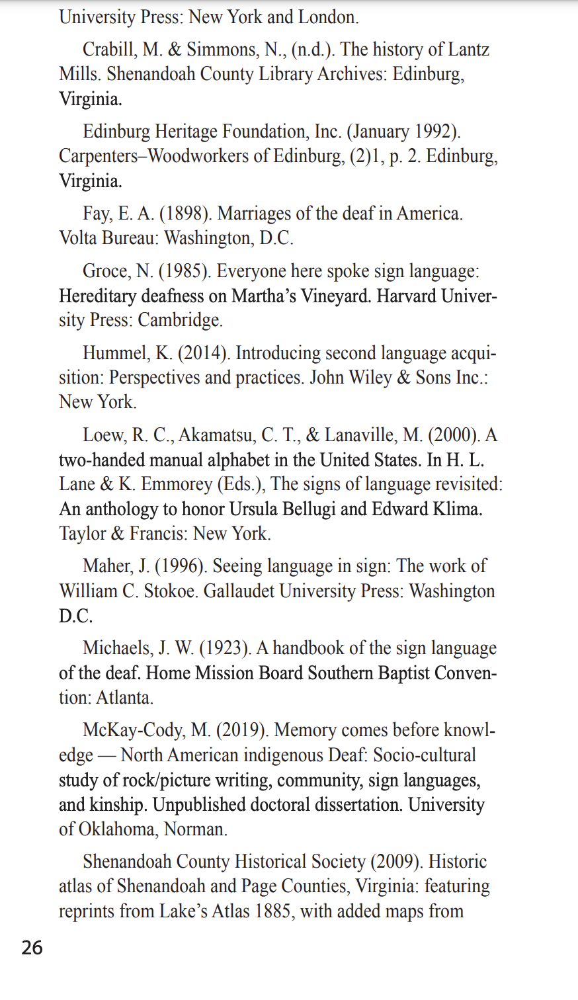 University Press: New York and London.
Crabill, M. & Simmons, N., (n.d.). The history of Lantz
Mills. Shenandoah County Library Archives: Edinburg,
Virginia.
Edinburg Heritage Foundation, Inc. (January 1992).
Carpenters–Woodworkers of Edinburg, (2)1, p. 2. Edinburg,
Virginia.
Fay, E. A. (1898). Marriages of the deaf in America.
Volta Bureau: Washington, D.C.
Groce, N. (1985). Everyone here spoke sign language:
Hereditary deafness on Martha’s Vineyard. Harvard Univer-
sity Press: Cambridge.
Hummel, K. (2014). Introducing second language acqui-
sition: Perspectives and practices. John Wiley & Sons Inc.:
New York.
Loew, R. C., Akamatsu, C. T., & Lanaville, M. (2000). A
two-handed manual alphabet in the United States. In H. L.
Lane & K. Emmorey (Eds.), The signs of language revisited:
An anthology to honor Ursula Bellugi and Edward Klima.
Taylor & Francis: New York.
Maher, J. (1996). Seeing language in sign: The work of
William C. Stokoe. Gallaudet University Press: Washington
D.C.
Michaels, J. W. (1923). A handbook of the sign language
of the deaf. Home Mission Board Southern Baptist Conven-
tion: Atlanta.
McKay-Cody, M. (2019). Memory comes before knowl-
edge — North American indigenous Deaf: Socio-cultural
study of rock/picture writing, community, sign languages,
and kinship. Unpublished doctoral dissertation. University
of Oklahoma, Norman.
Shenandoah County Historical Society (2009). Historic
atlas of Shenandoah and Page Counties, Virginia: featuring
reprints from Lake’s Atlas 1885, with added maps from
26